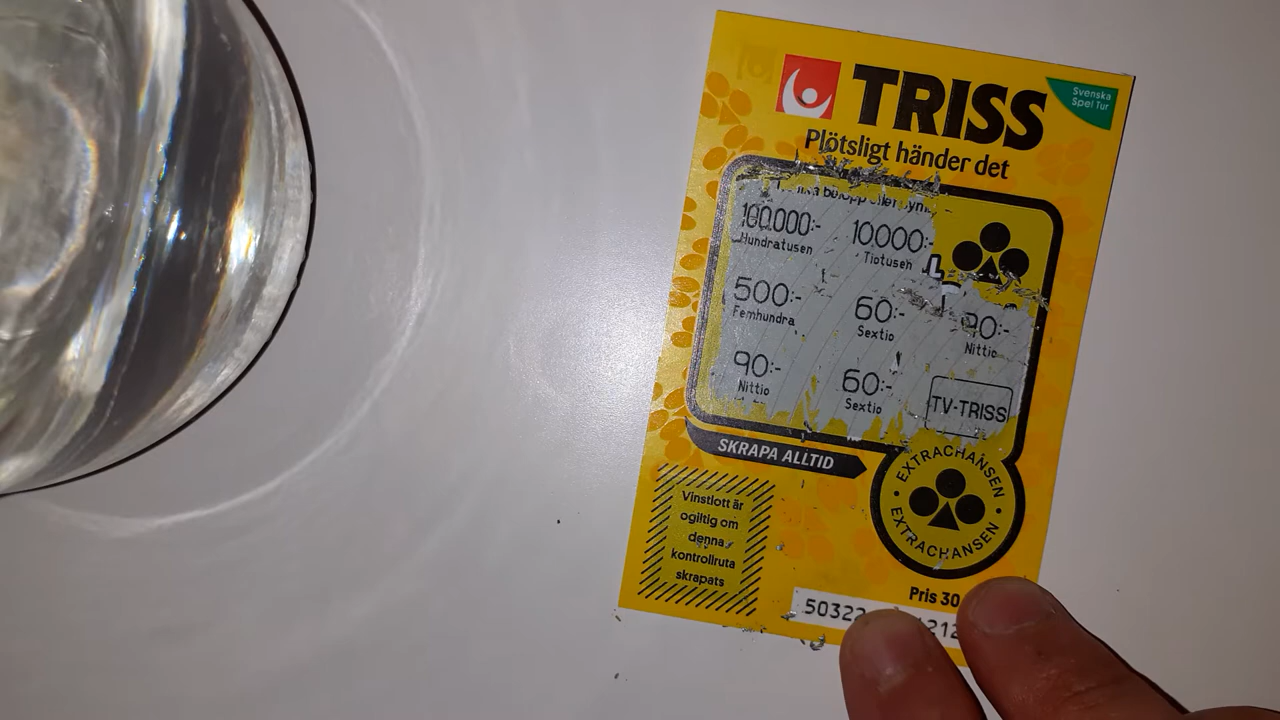 TRISS
Svenska
Spel Tur
Plötsligt händer det
100.000:- 10.000:-
Hundratusen Tiotusen
L
500:- 60:- 90:-
Femhundra Sextio Nittio
90:- 60:- TV-TRISS
Nittio Sextio
SKRAPA ALLTID
EXTRACHANSEN
EXTRACHANSEN
Vinstlott är
ogiltig om
denna
kontrollruta
skrapats
Pris 30
50322 212